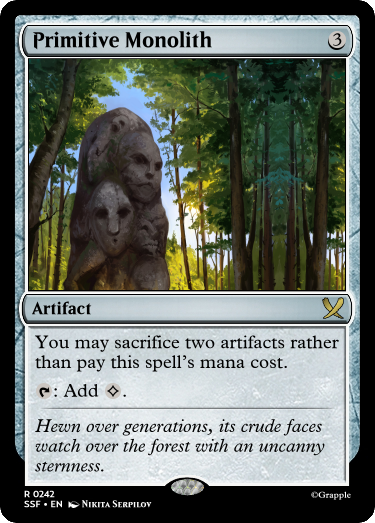 Primitive Monolith 3
Artifact
You may sacrifice two artifacts rather
than pay this spell's mana cost.
: Add .
Hewn over generations, its crude faces
watch over the forest with an uncanny
sternness.
R 0242
SSF • EN Nikita Serpilov
©Grapple